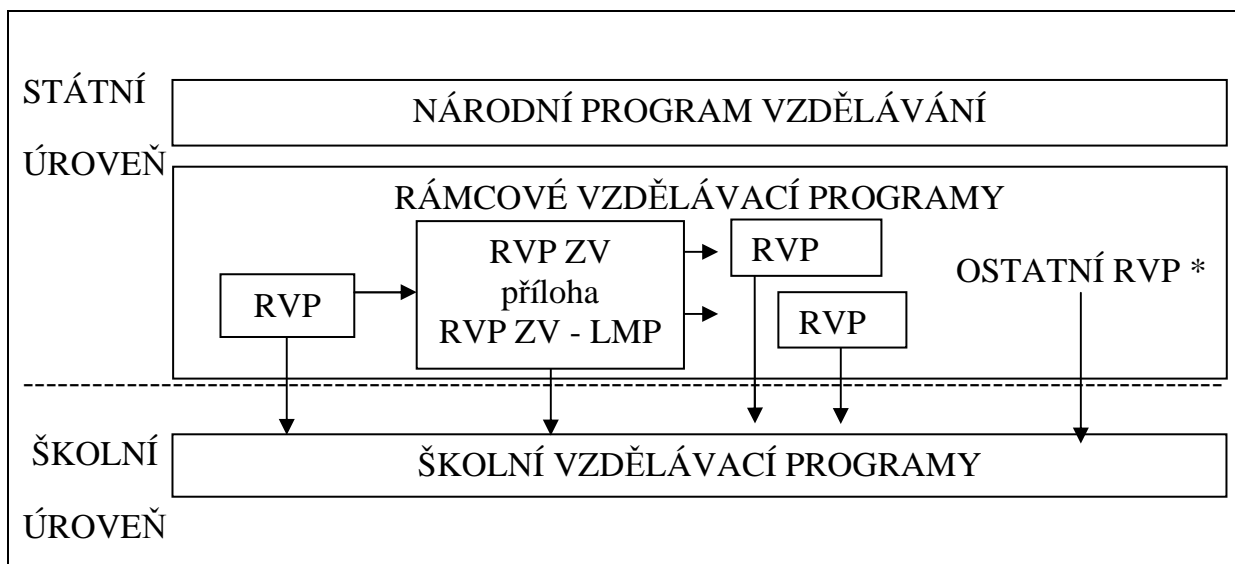 STÁTNÍ
NÁRODNÍ PROGRAM VZDĚLÁVÁNÍ
ÚROVEŇ
RÁMCOVÉ VZDĚLÁVACÍ PROGRAMY
RVP
RVP ZV
příloha
RVP ZV - LMP
RVP
RVP
OSTATNÍ RVP *
ŠKOLNÍ
ŠKOLNÍ VZDĚLÁVACÍ PROGRAMY
ÚROVEŇ